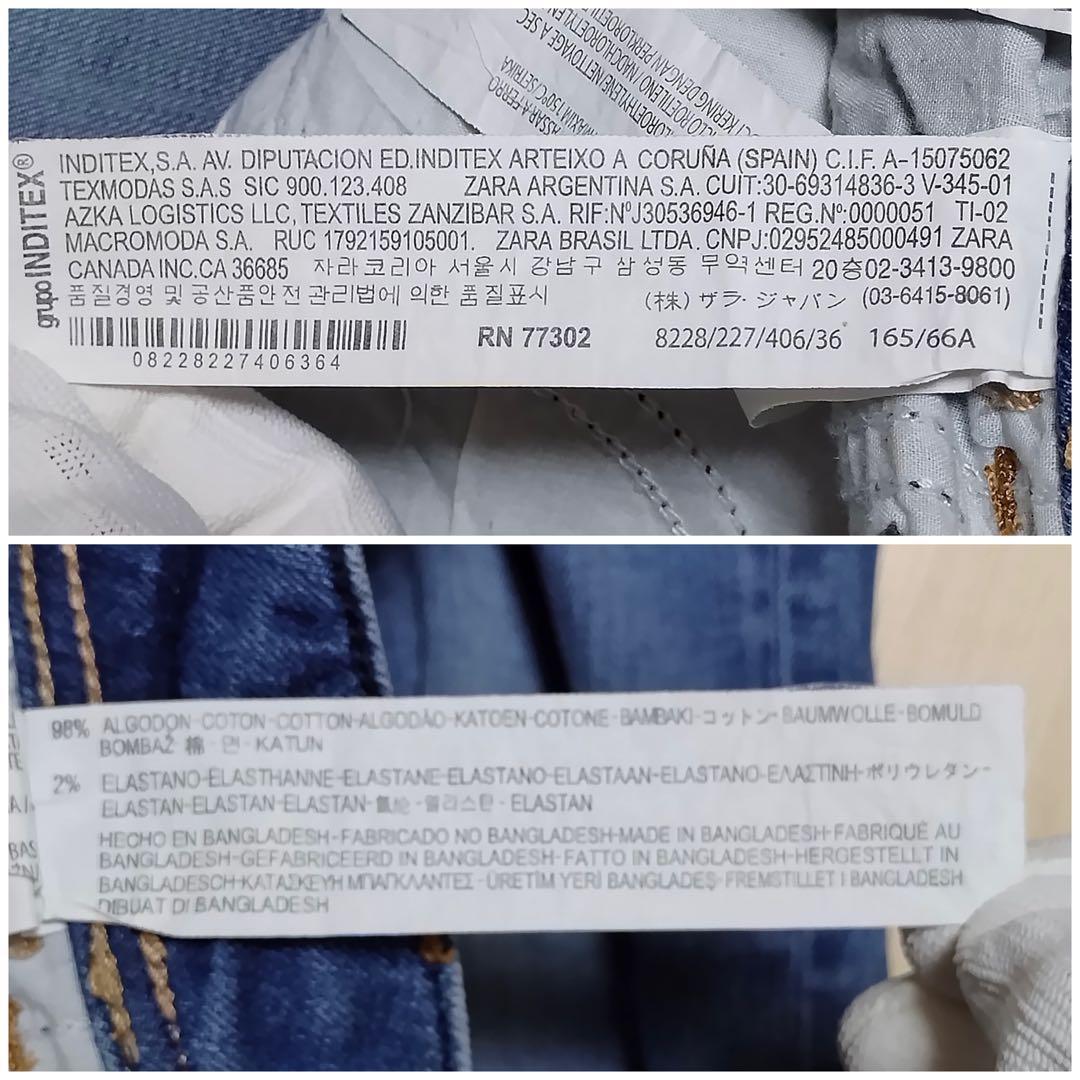 NETTOYAGE A SEC
grupo INDITEX®
INDITEX,S.A. AV. DIPUTACION ED.INDITEX ARTEIXO A CORUÑA (SPAIN) C.I.F. A-15075062
TEXMODAS S.A.S SIC 900.123.408 ZARA ARGENTINA S.A. CUIT:30-69314836-3 V-345-01
AZKA LOGISTICS LLC, TEXTILES ZANZIBAR S.A. RIF:NºJ30536946-1 REG.Nº:0000051 TI-02
MACROMODA S.A. RUC 1792159105001. ZARA BRASIL LTDA. CNPJ:02952485000491 ZARA
CANADA INC.CA 36685 자라코리아 서울시 강남구 삼성동 무역센터 20층02-3413-9800
품질경영 및 공산품안전관리법에 의한 품질표시 (株) ザラ・ジャパン (03-6415-8061)
RN 77302 8228/227/406/36 165/66A
08228227406364
98% ALGODON-COTON-COTTON-ALGODÃO-KATOEN-COTONE-BAMBAKI-コットン-BAUMWOLLE-BOMULD
BOMBAŽ 棉-면-KATUN
2% ELASTANO-ELASTHANNE-ELASTANE-ELASTANO-ELASTAAN-ELASTANO-ΕΛΑΣΤΙΝΗ-ポリウレタン-
ELASTAN-ELASTAN-ELASTAN-氨纶-엘라스탄-ELASTAN
HECHO EN BANGLADESH-FABRICADO NO BANGLADESH-MADE IN BANGLADESH-FABRIQUÉ AU
BANGLADESH-GEFABRICEERD IN BANGLADESH-FATTO IN BANGLADESH-HERGESTELLT IN
BANGLADESCH-ΚΑΤΑΣΚΕΥΗ ΜΠΑΓΚΛΑΝΤΕΣ-ÜRETİM YERİ BANGLADEŞ-FREMSTILLET I BANGLADESH
DIBUAT DI BANGLADESH